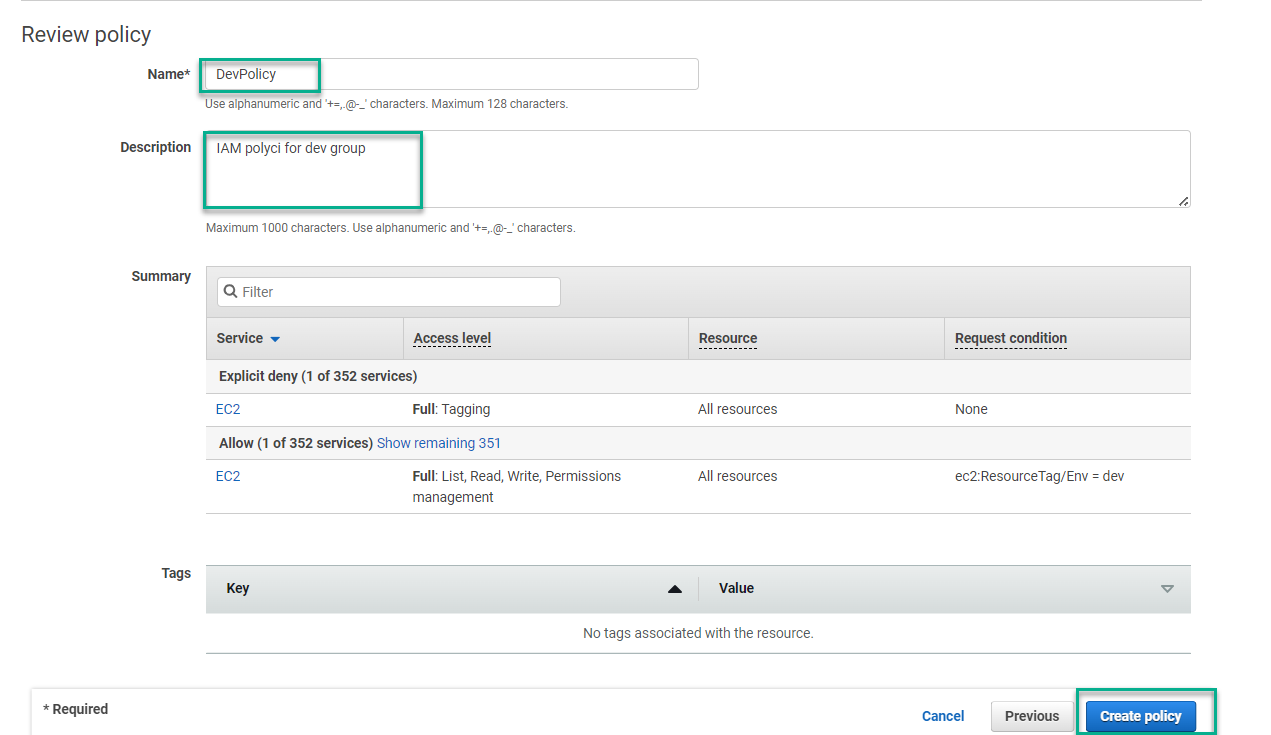 Review policy
Name*
DevPolicy
Use alphanumeric and '+=,.@-_' characters. Maximum 128 characters.
Description
IAM polyci for dev group
Maximum 1000 characters. Use alphanumeric and '+=,.@-_' characters.
Summary
Filter
Service Access level Resource Request condition
Explicit deny (1 of 352 services)
EC2 Full: Tagging All resources None
Allow (1 of 352 services) Show remaining 351
EC2 Full: List, Read, Write, Permissions All resources ec2:ResourceTag/Env = dev
management
Tags
Key Value
No tags associated with the resource.
* Required
Cancel Previous Create policy